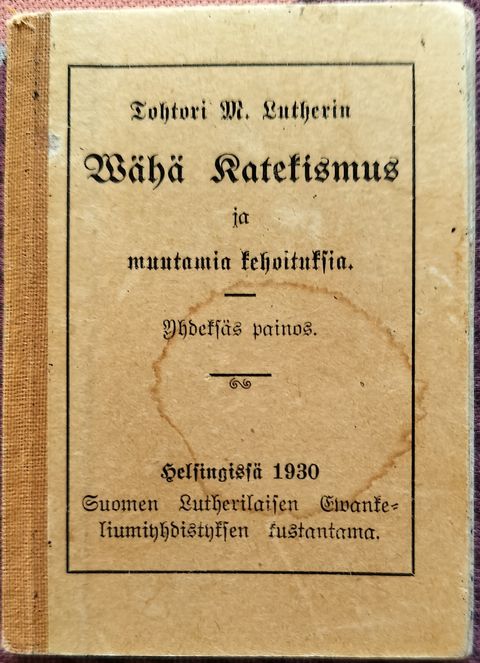 Tohtori M. Lutherin
Wähä Katekismus
ja
muutamia kehoituksia.
Yhdeksäs painos.
Helsingissä 1930
Suomen Lutherilaisen Ewanke-
liumiyhdistyksen kustantama.